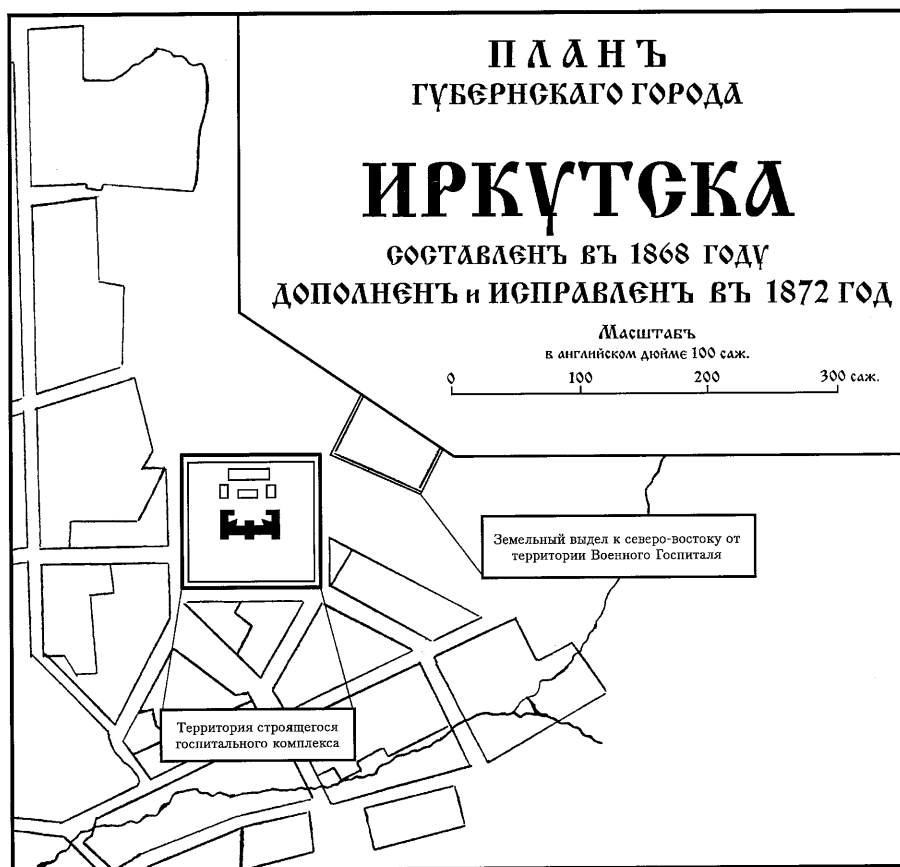 ПЛАНЪ
ГУБЕРНСКАГО ГОРОДА
ИРКУТСКА
СОСТАВЛЕНЪ ВЪ 1868 ГОДУ
ДОПОЛНЕНЪ и ИСПРАВЛЕНЪ ВЪ 1872 ГОД
Масштабъ
в английском дюйме 100 саж.
0 100 200 300 саж.
Земельный выдел к северо-востоку от
территории Военного Госпиталя
Территория строящегося
госпитального комплекса